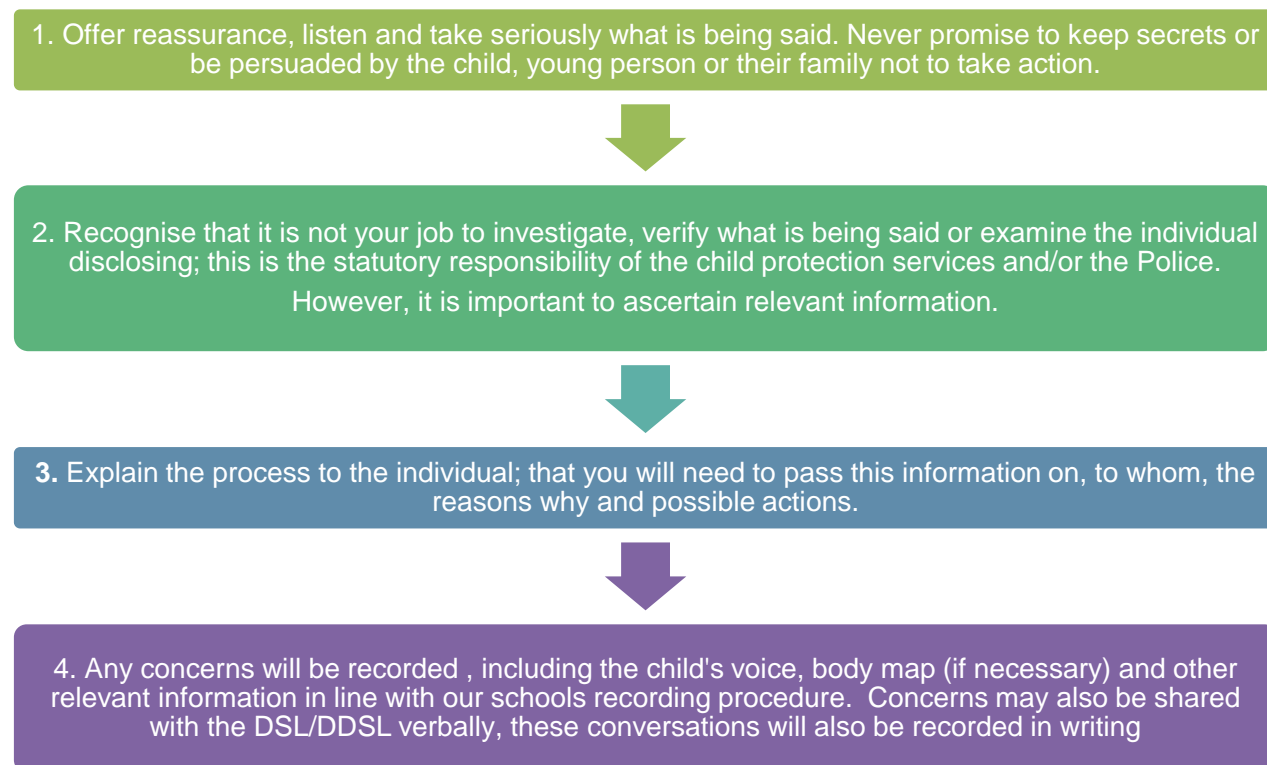 1. Offer reassurance, listen and take seriously what is being said. Never promise to keep secrets or
be persuaded by the child, young person or their family not to take action.
2. Recognise that it is not your job to investigate, verify what is being said or examine the individual
disclosing; this is the statutory responsibility of the child protection services and/or the Police.
However, it is important to ascertain relevant information.
3. Explain the process to the individual; that you will need to pass this information on, to whom, the
reasons why and possible actions.
4. Any concerns will be recorded , including the child's voice, body map (if necessary) and other
relevant information in line with our schools recording procedure.  Concerns may also be shared
with the DSL/DDSL verbally, these conversations will also be recorded in writing